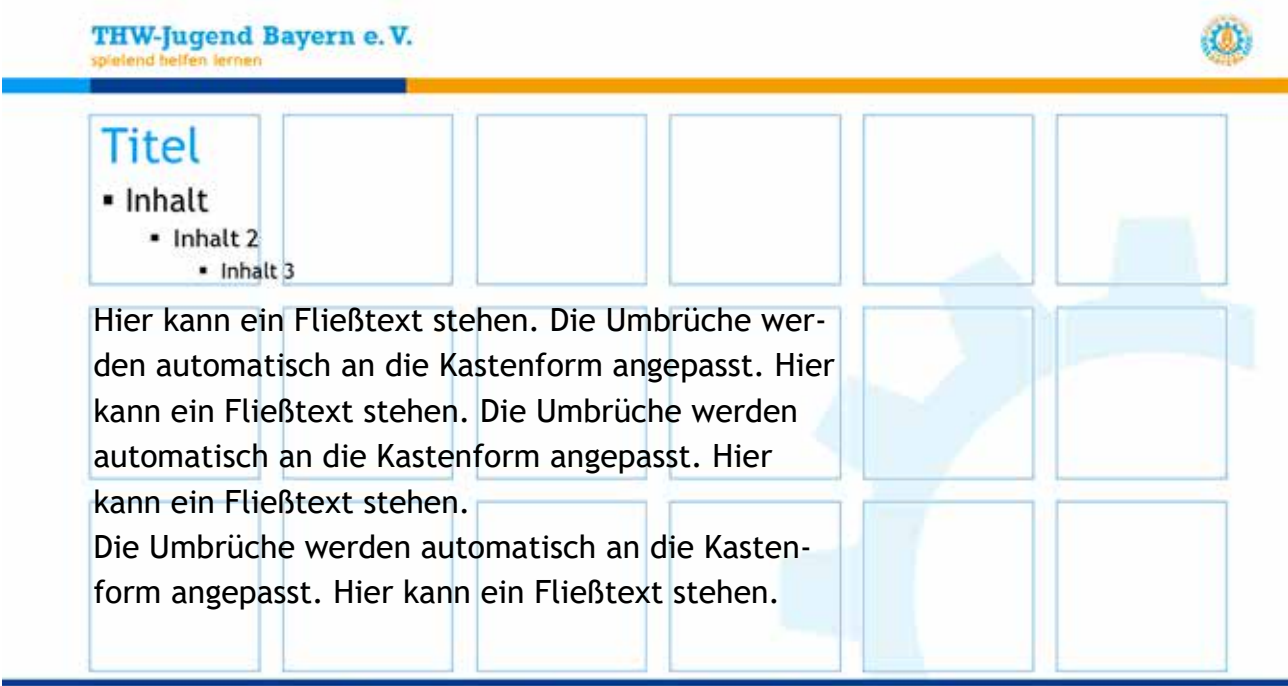 THW-Jugend Bayern e. V.
spielend helfen lernen
Titel
▪ Inhalt
▪ Inhalt 2
▪ Inhalt 3
Hier kann ein Fließtext stehen. Die Umbrüche wer-
den automatisch an die Kastenform angepasst. Hier
kann ein Fließtext stehen. Die Umbrüche werden
automatisch an die Kastenform angepasst. Hier
kann ein Fließtext stehen.
Die Umbrüche werden automatisch an die Kasten-
form angepasst. Hier kann ein Fließtext stehen.